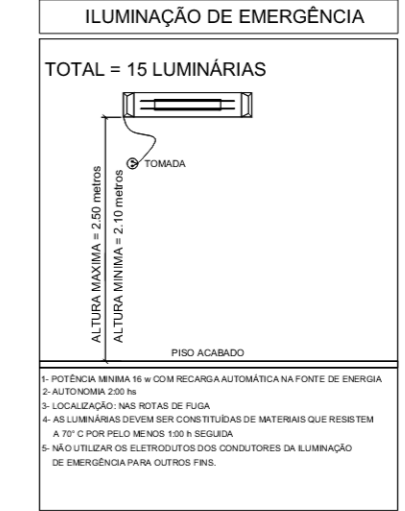 ILUMINAÇÃO DE EMERGÊNCIA
TOTAL = 15 LUMINÁRIAS
TOMADA
ALTURA MAXIMA = 2.50 metros
ALTURA MINIMA = 2.10 metros
PISO ACABADO
1- POTÊNCIA MINIMA 16 w COM RECARGA AUTOMÁTICA NA FONTE DE ENERGIA
2- AUTONOMIA 2:00 hs
3- LOCALIZAÇÃO: NAS ROTAS DE FUGA
4- AS LUMINÁRIAS DEVEM SER CONSTITUÍDAS DE MATERIAIS QUE RESISTEM
A 70° C POR PELO MENOS 1:00 h SEGUIDA
5- NÃO UTILIZAR OS ELETRODUTOS DOS CONDUTORES DA ILUMINAÇÃO
DE EMERGÊNCIA PARA OUTROS FINS.